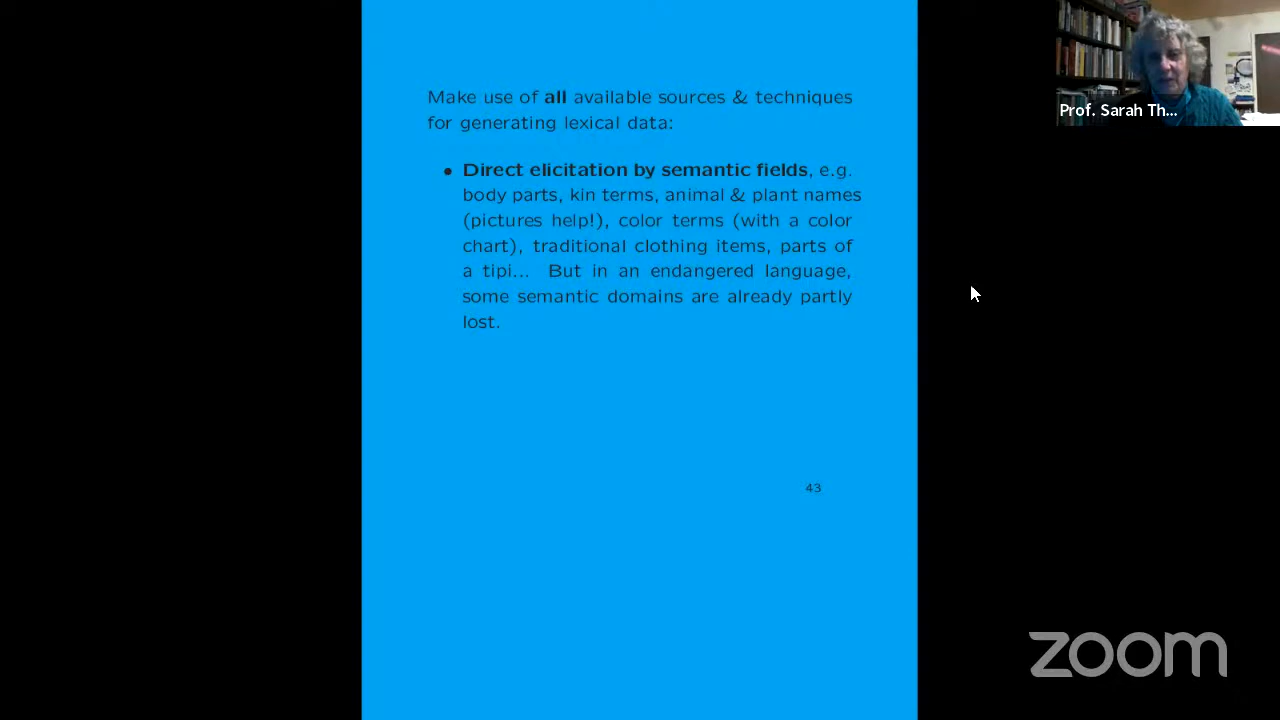 Make use of all available sources & techniques
for generating lexical data:
• Direct elicitation by semantic fields, e.g.
body parts, kin terms, animal & plant names
(pictures help!), color terms (with a color
chart), traditional clothing items, parts of
a tipi... But in an endangered language,
some semantic domains are already partly
lost.
43
Prof. Sarah Th...
zoom